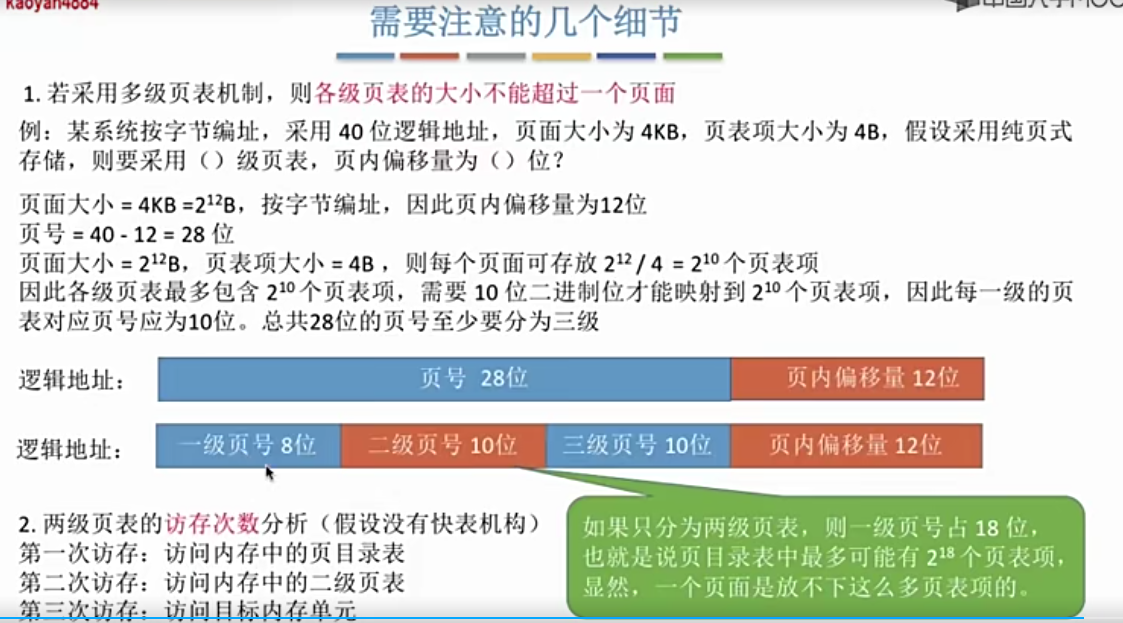 kaoyan4884
需要注意的几个细节
1. 若采用多级页表机制，则各级页表的大小不能超过一个页面
例：某系统按字节编址，采用 40 位逻辑地址，页面大小为 4KB，页表项大小为 4B，假设采用纯页式
存储，则要采用（）级页表，页内偏移量为（）位？
页面大小 = 4KB =2¹²B，按字节编址，因此页内偏移量为12位
页号 = 40 - 12 = 28 位
页面大小 = 2¹²B，页表项大小 = 4B ，则每个页面可存放 2¹² / 4 = 2¹⁰ 个页表项
因此各级页表最多包含 2¹⁰ 个页表项，需要 10 位二进制位才能映射到 2¹⁰ 个页表项，因此每一级的页
表对应页号应为10位。总共28位的页号至少要分为三级
逻辑地址： 页号 28位 页内偏移量 12位
逻辑地址： 一级页号 8位 二级页号 10位 三级页号 10位 页内偏移量 12位
2. 两级页表的访存次数分析（假设没有快表机构）
第一次访存：访问内存中的页目录表
第二次访存：访问内存中的二级页表
第三次访存：访问目标内存单元
如果只分为两级页表，则一级页号占 18 位，
也就是说页目录表中最多可能有 2¹⁸ 个页表项，
显然，一个页面是放不下这么多页表项的。